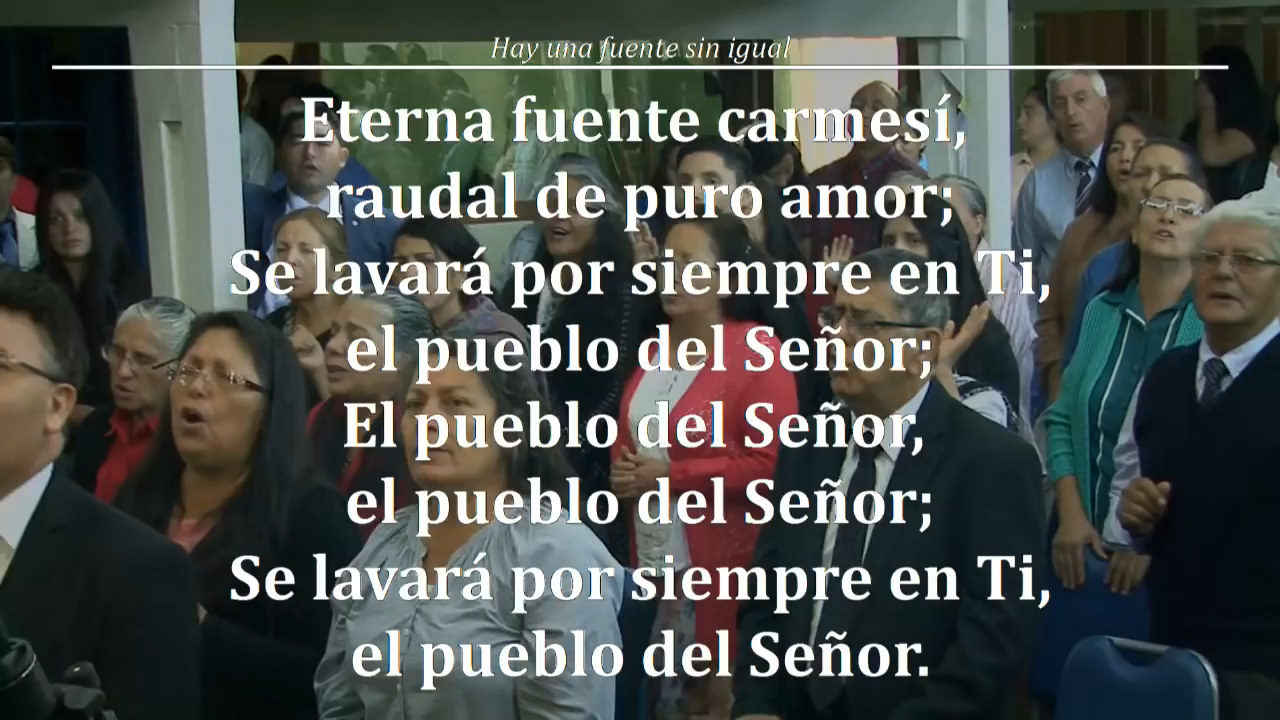 Hay una fuente sin igual
Eterna fuente carmesí,
raudal de puro amor;
Se lavará por siempre en Ti,
el pueblo del Señor;
El pueblo del Señor,
el pueblo del Señor;
Se lavará por siempre en Ti,
el pueblo del Señor.